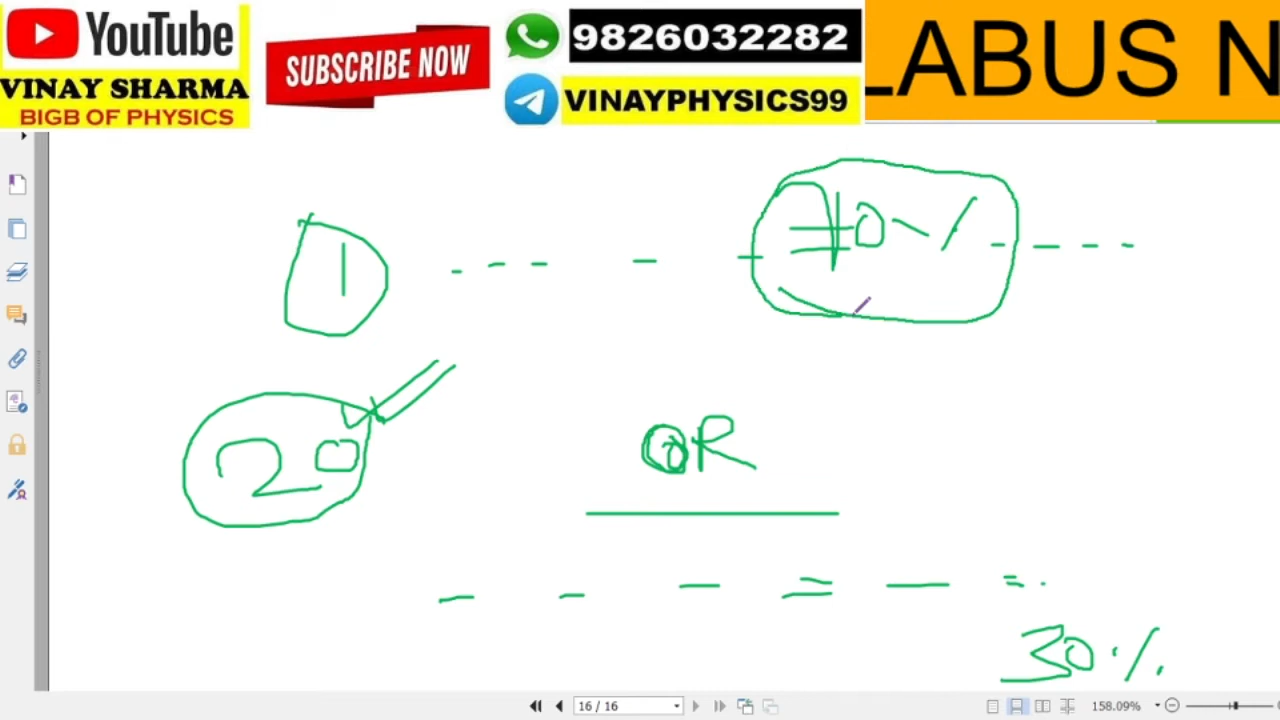 YouTube
VINAY SHARMA
BIGB OF PHYSICS
SUBSCRIBE NOW
9826032282
VINAYPHYSICS99
LABUS N
1 --- - 70% ----
20
OR
- - - = - =
30%
16 / 16
158.09%